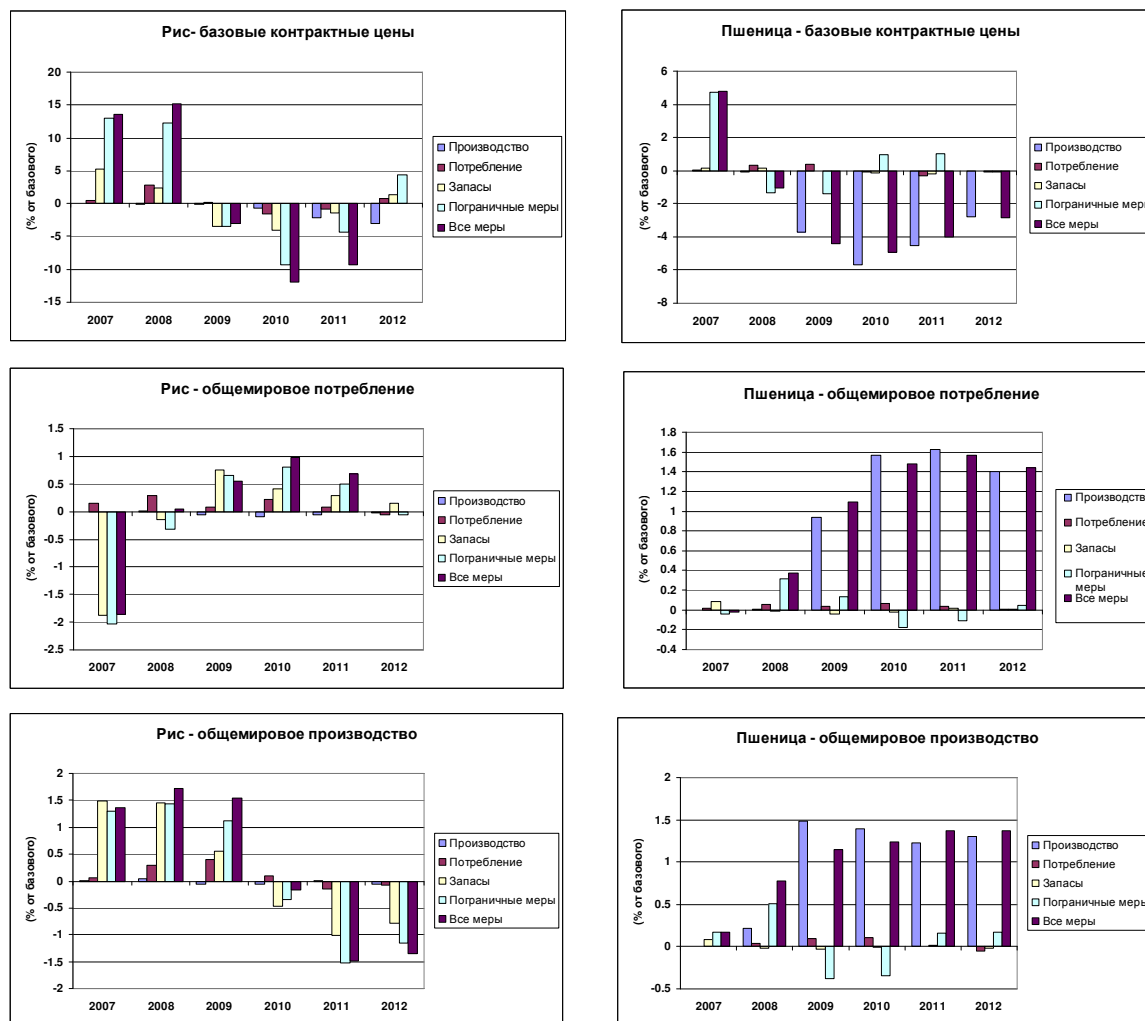 Рис- базовые контрактные цены
(% от базового)
20
15
10
5
0
-5
-10
-15
2007 2008 2009 2010 2011 2012
Производство
Потребление
Запасы
Пограничные меры
Все меры
Пшеница - базовые контрактные цены
(% от базового)
6
4
2
0
-2
-4
-6
-8
2007 2008 2009 2010 2011 2012
Производство
Потребление
Запасы
Пограничные меры
Все меры
Рис - общемировое потребление
(% от базового)
1.5
1
0.5
0
-0.5
-1
-1.5
-2
-2.5
2007 2008 2009 2010 2011 2012
Производство
Потребление
Запасы
Пограничные меры
Все меры
Пшеница - общемировое потребление
(% от базового)
1.8
1.6
1.4
1.2
1
0.8
0.6
0.4
0.2
0
-0.2
-0.4
2007 2008 2009 2010 2011 2012
Производство
Потребление
Запасы
Пограничные
меры
Все меры
Рис - общемировое производство
(% от базового)
2
1.5
1
0.5
0
-0.5
-1
-1.5
-2
2007 2008 2009 2010 2011 2012
Производство
Потребление
Запасы
Пограничные меры
Все меры
Пшеница - общемировое производство
(% от базового)
2
1.5
1
0.5
0
-0.5
2007 2008 2009 2010 2011 2012
Производство
Потребление
Запасы
Пограничные меры
Все меры